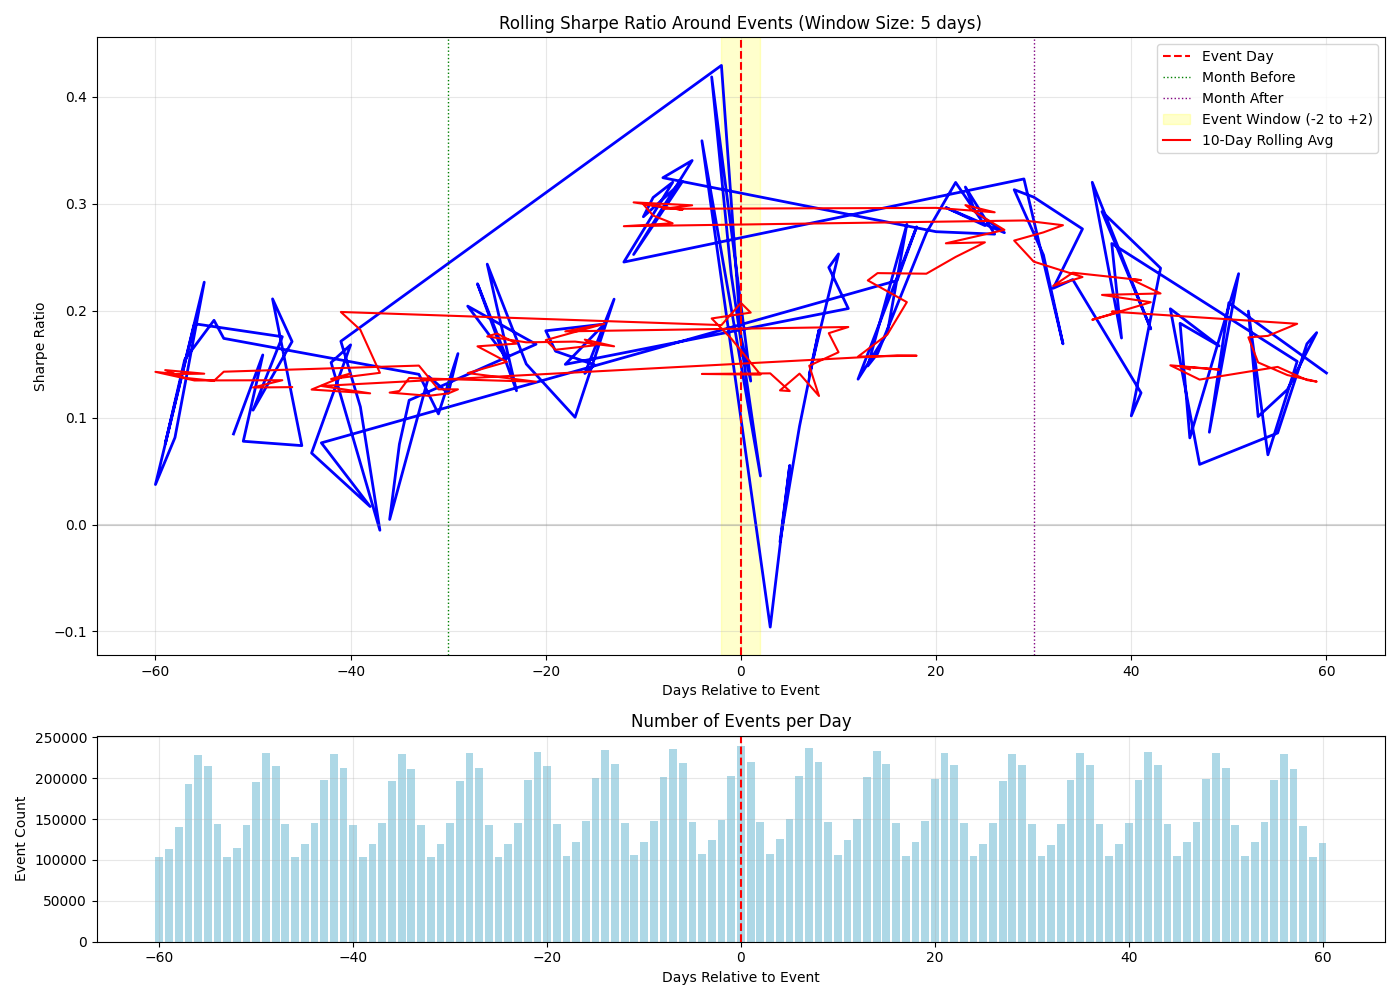 Rolling Sharpe Ratio Around Events (Window Size: 5 days)
Event Day
Month Before
Month After
Event Window (-2 to +2)
10-Day Rolling Avg
Sharpe Ratio
0.4
0.3
0.2
0.1
0.0
−0.1
−60 −40 −20 0 20 40 60
Days Relative to Event
Number of Events per Day
Event Count
250000
200000
150000
100000
50000
0
−60 −40 −20 0 20 40 60
Days Relative to Event